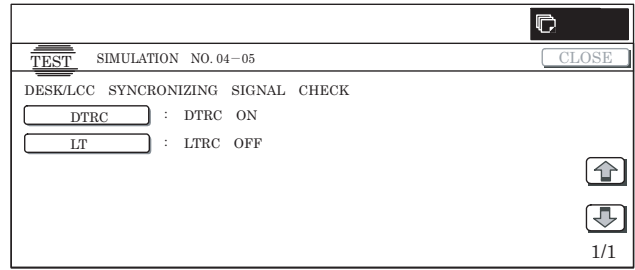 TEST SIMULATION NO. 04－05 CLOSE
DESK/LCC SYNCRONIZING SIGNAL CHECK
DTRC : DTRC ON
LT : LTRC OFF
1/1